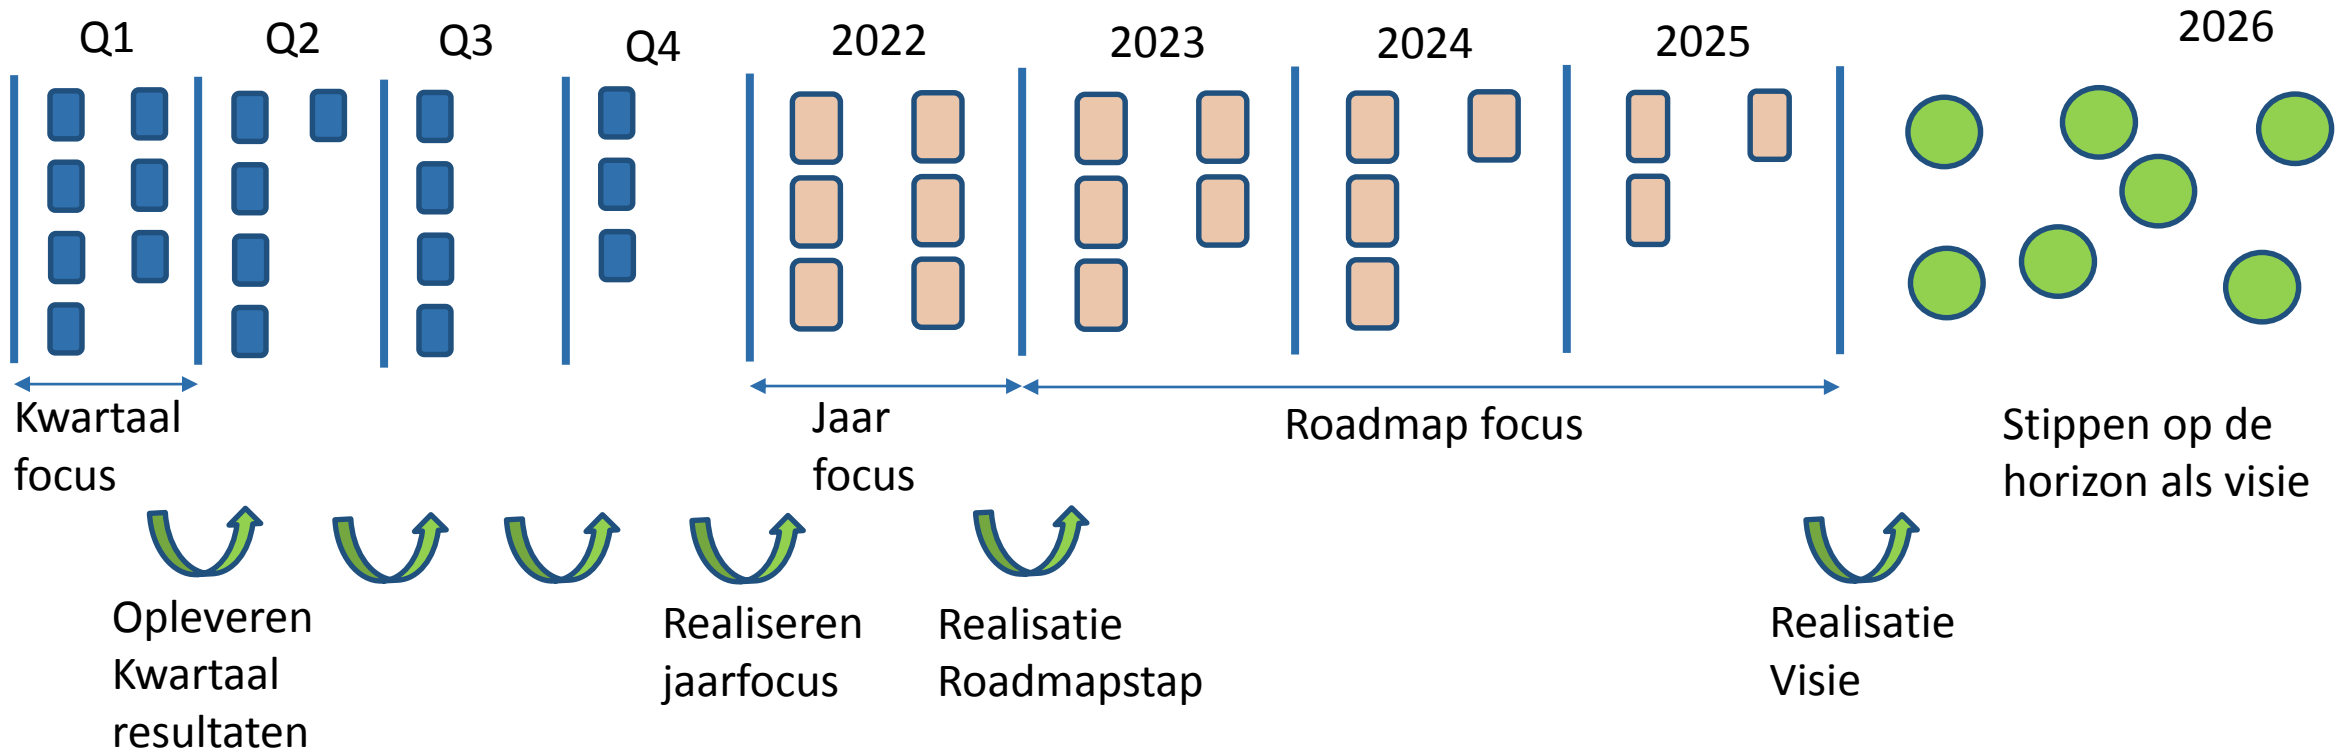 Q1
Q2
Q3
Q4
2022
2023
2024
2025
2026
Kwartaal
focus
Jaar
focus
Roadmap focus
Stippen op de
horizon als visie
Opleveren
Kwartaal
resultaten
Realiseren
jaarfocus
Realisatie
Roadmapstap
Realisatie
Visie